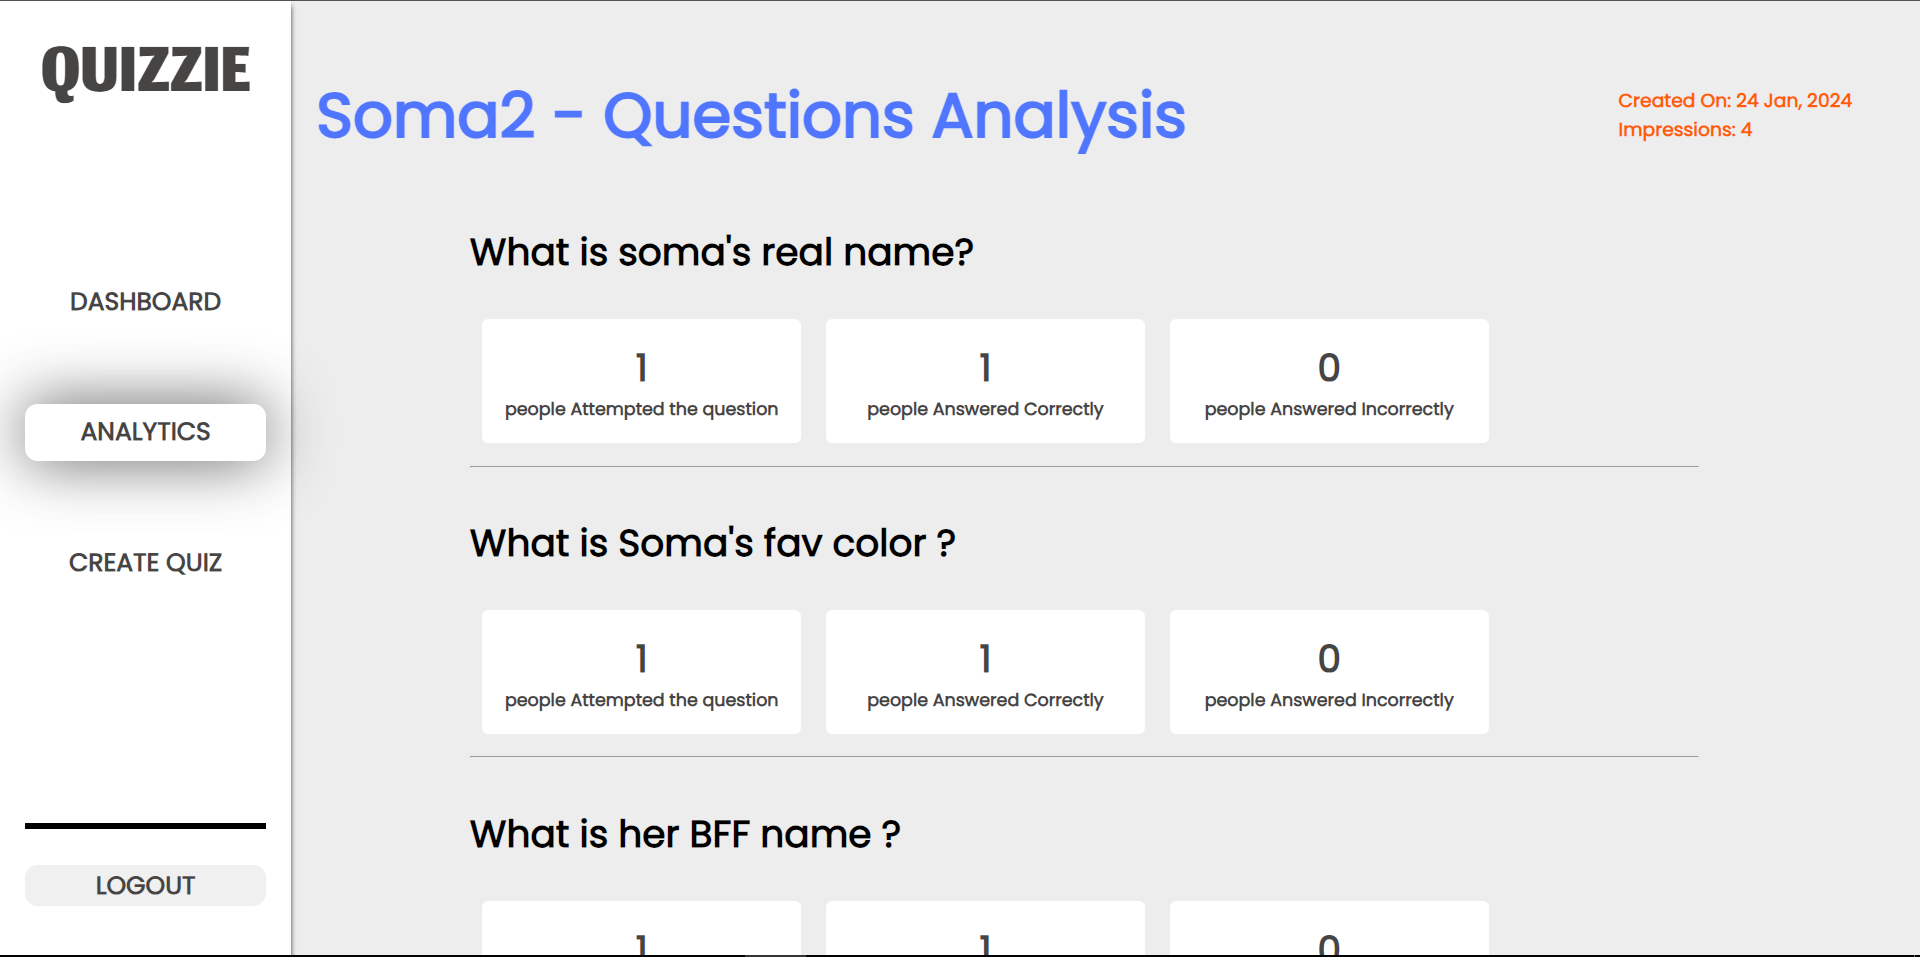 QUIZZIE
DASHBOARD
ANALYTICS
CREATE QUIZ
LOGOUT
Soma2 - Questions Analysis
Created On: 24 Jan, 2024
Impressions: 4
What is soma's real name?
1 1 0
people Attempted the question people Answered Correctly people Answered Incorrectly
What is Soma's fav color ?
1 1 0
people Attempted the question people Answered Correctly people Answered Incorrectly
What is her BFF name ?
1 1 0